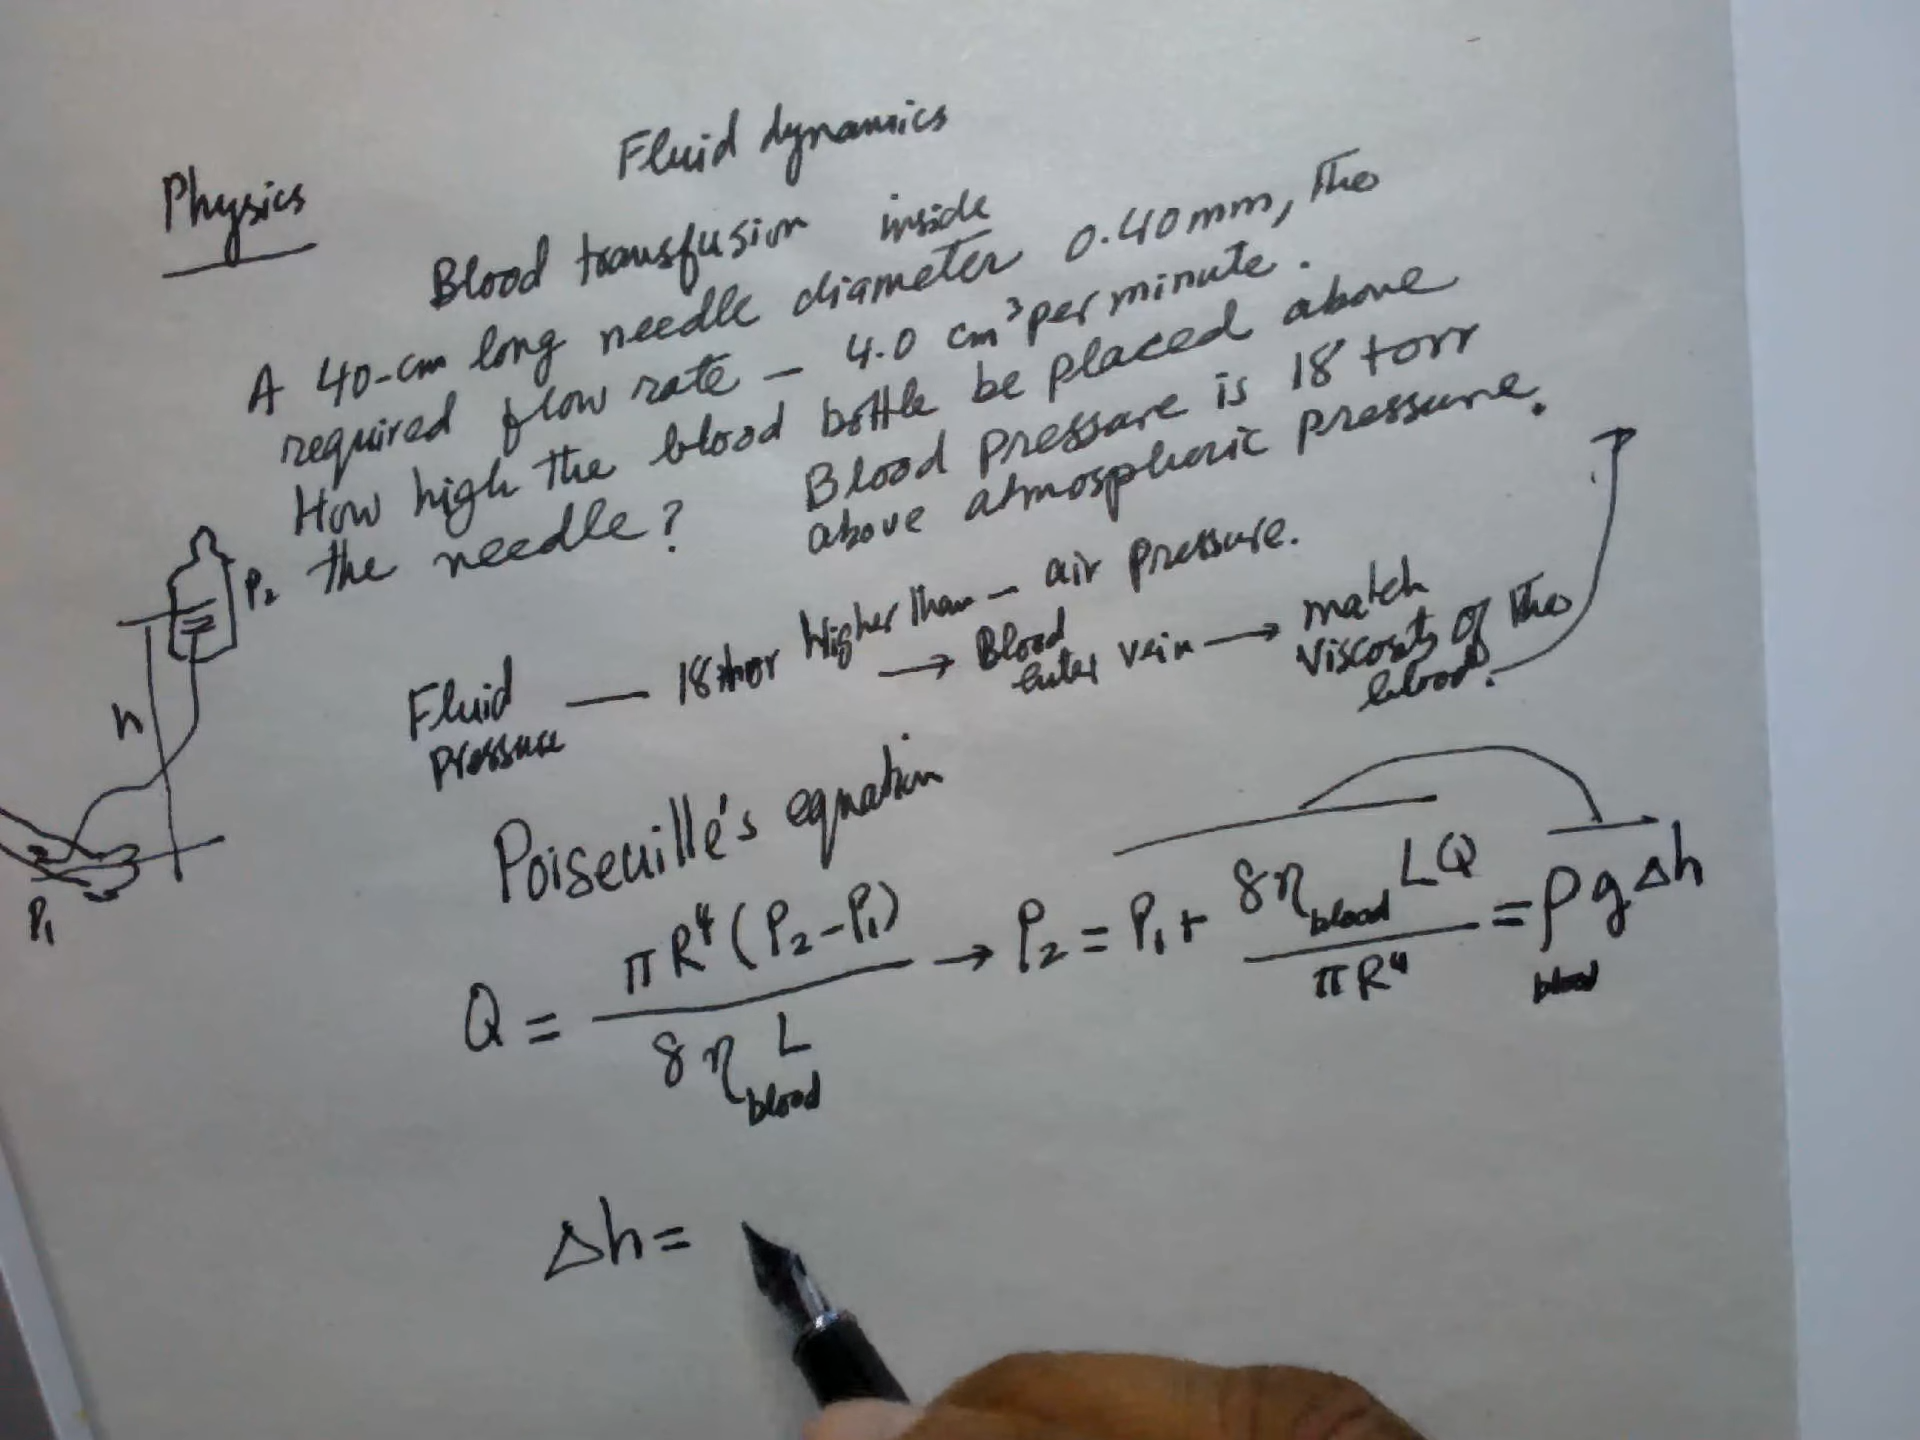 Fluid dynamics
Physics
Blood transfusion
A 40-cm long needle inside diameter 0.40mm, the
required flow rate - 4.0 cm³ per minute.
How high the blood bottle be placed above
the needle? Blood pressure is 18 torr
above atmospheric pressure.
P₂
h
P₁
Fluid pressure — 18 torr higher than - air pressure.
→ Blood enter vein → match viscosity of the blood.
Poiseuille's equation
Q = πR⁴(P₂-P₁) / 8η_blood L → P₂ = P₁ + 8η_blood LQ / πR⁴ = ρ_blood g Δh
Δh =